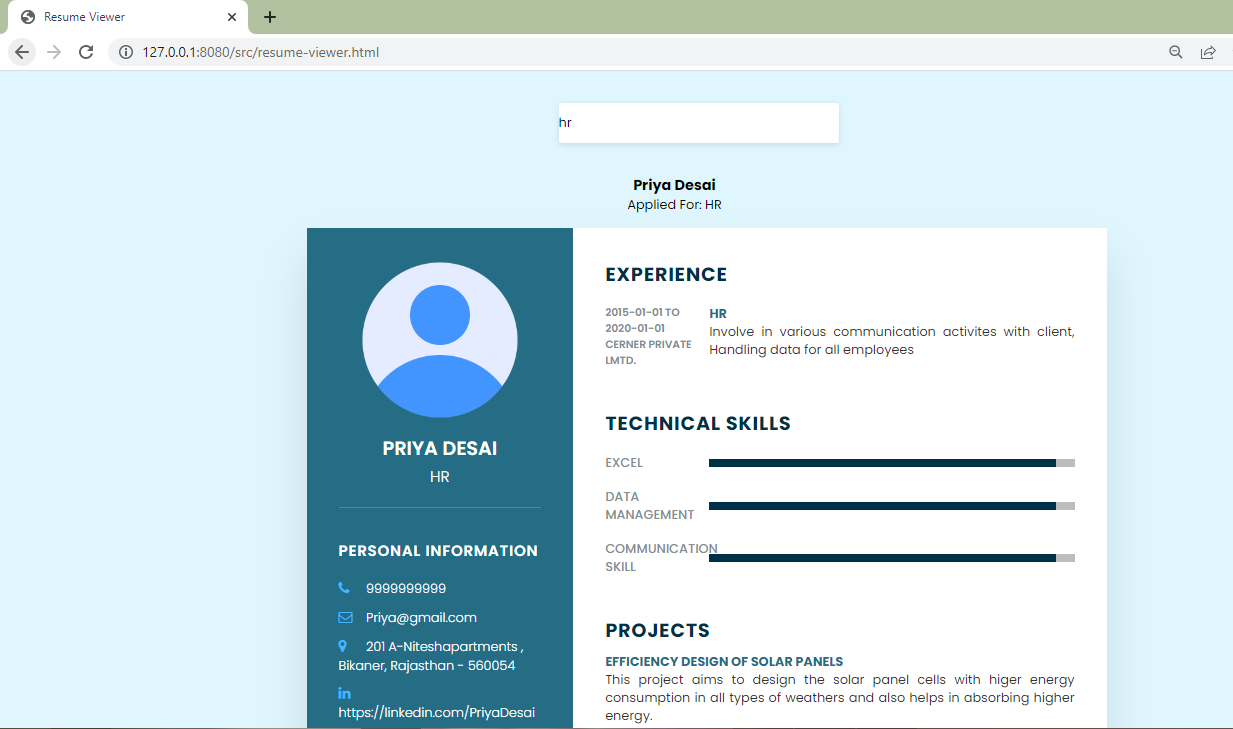 Resume Viewer
127.0.0.1:8080/src/resume-viewer.html
hr
Priya Desai
Applied For: HR
PRIYA DESAI
HR
PERSONAL INFORMATION
9999999999
Priya@gmail.com
201 A-Niteshapartments ,
Bikaner, Rajasthan - 560054
in
https://linkedin.com/PriyaDesai
EXPERIENCE
2015-01-01 TO
2020-01-01
CERNER PRIVATE
LMTD.
HR
Involve in various communication activites with client,
Handling data for all employees
TECHNICAL SKILLS
EXCEL
DATA
MANAGEMENT
COMMUNICATION
SKILL
PROJECTS
EFFICIENCY DESIGN OF SOLAR PANELS
This project aims to design the solar panel cells with higer energy
consumption in all types of weathers and also helps in absorbing higher
energy.